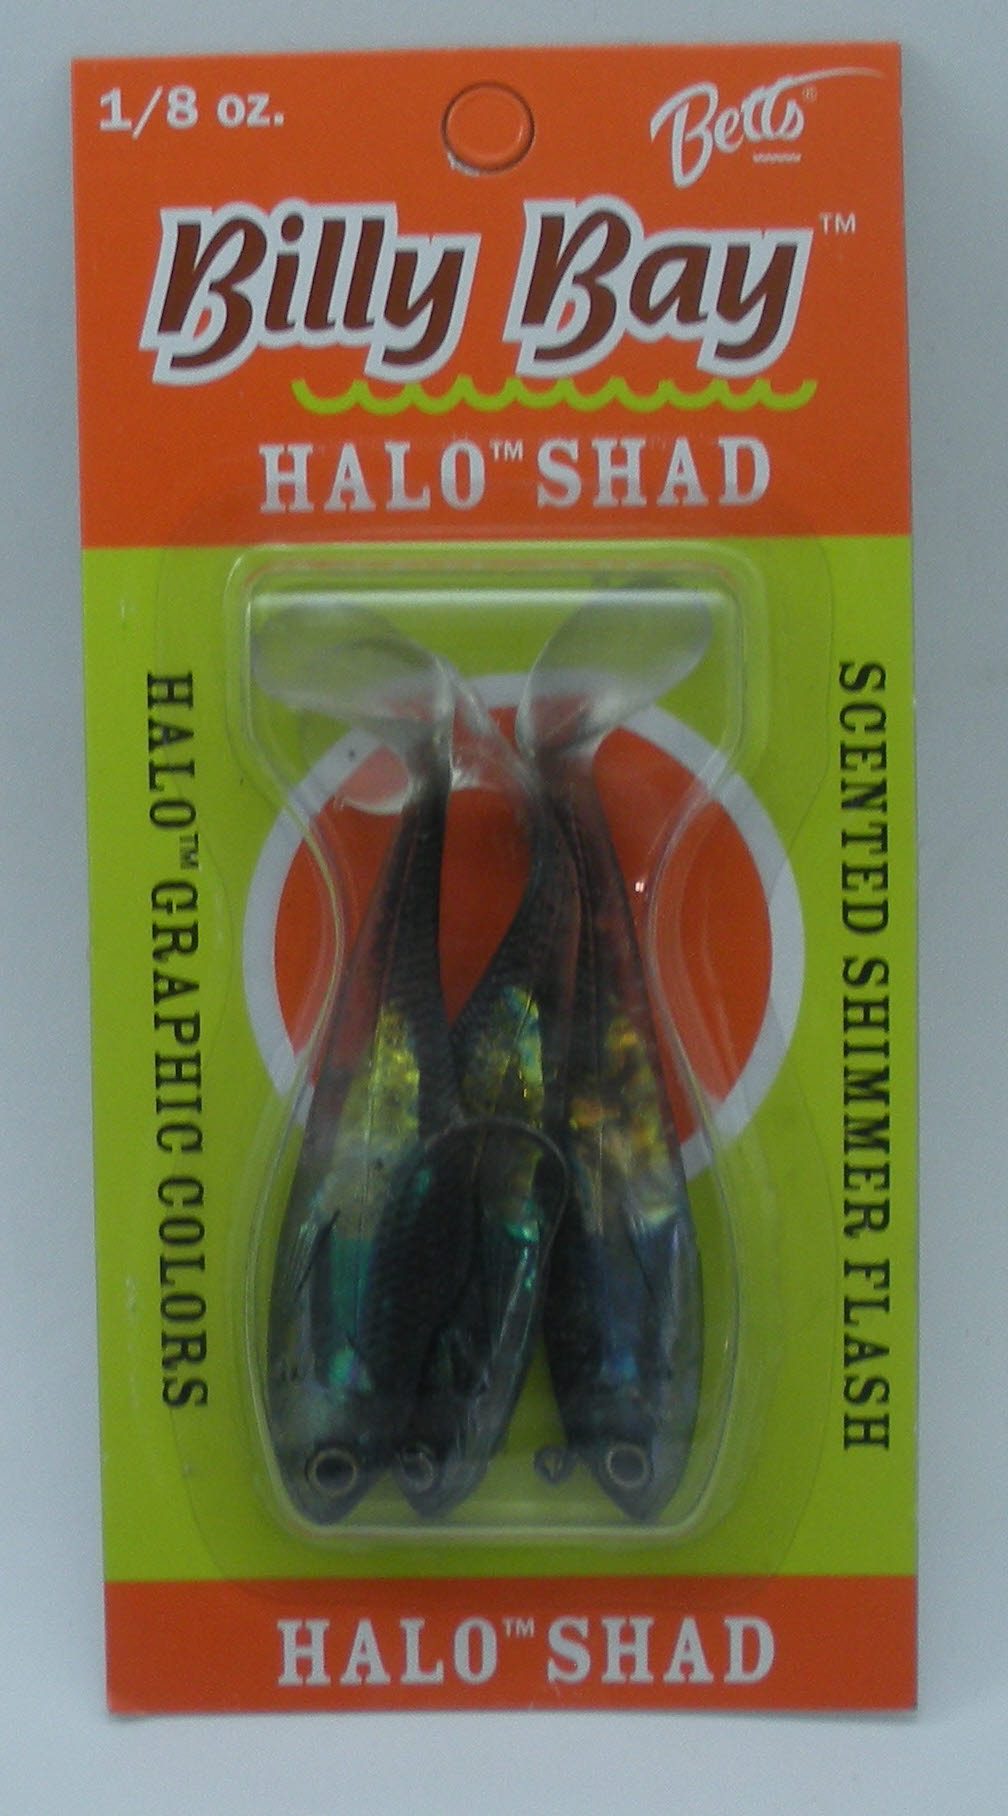 1/8 oz.
Betts®
Billy Bay™
HALO™ SHAD
HALO™ GRAPHIC COLORS
SCENTED SHIMMER FLASH
HALO™ SHAD